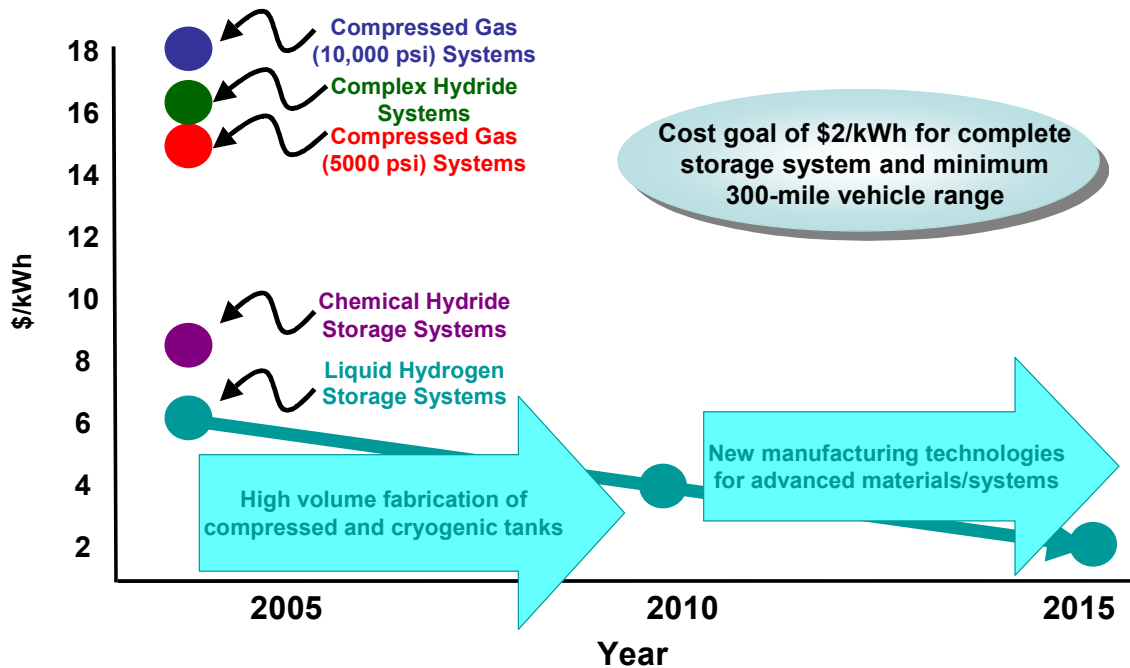 18
16
14
12
10
8
6
4
2
$/kWh
Compressed Gas
(10,000 psi) Systems
Complex Hydride
Systems
Compressed Gas
(5000 psi) Systems
Cost goal of $2/kWh for complete
storage system and minimum
300-mile vehicle range
Chemical Hydride
Storage Systems
Liquid Hydrogen
Storage Systems
High volume fabrication of
compressed and cryogenic tanks
New manufacturing technologies
for advanced materials/systems
2005
2010
2015
Year